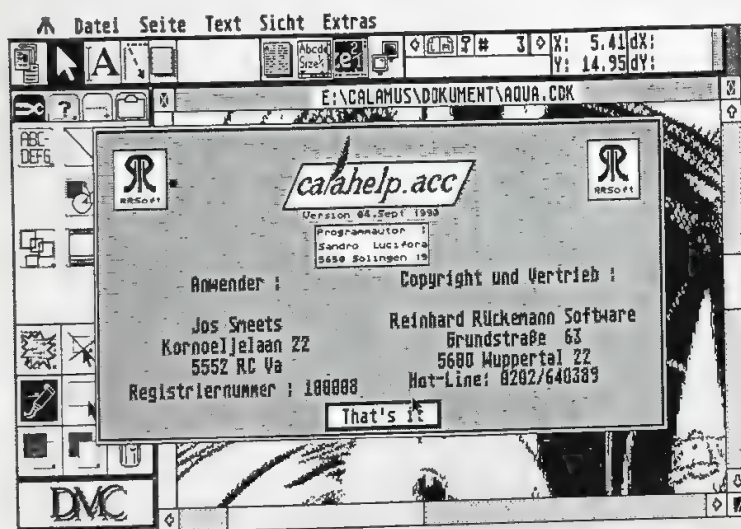 Datei Seite Text Sicht Extras
A
Abcde
Size
# 3 X: 5.41 dX:
Y: 14.95 dY:
E:\CALAMUS\DOKUMENT\AQUA.CDK
?
ABC-
DEFG
RRSoft
calahelp.acc
RRSoft
Version 04.Sept 1990
Programmautor :
Sandro Lucifora
5650 Solingen 19
Anwender :
Copyright und Vertrieb :
Jos Smeets
Kornoeljelaan 22
5552 RC Va
Registriernummer : 100008
Reinhard Rückemann Software
Grundstraße 63
5600 Wuppertal 22
Hot-Line: 0202/640389
That's it
DMC